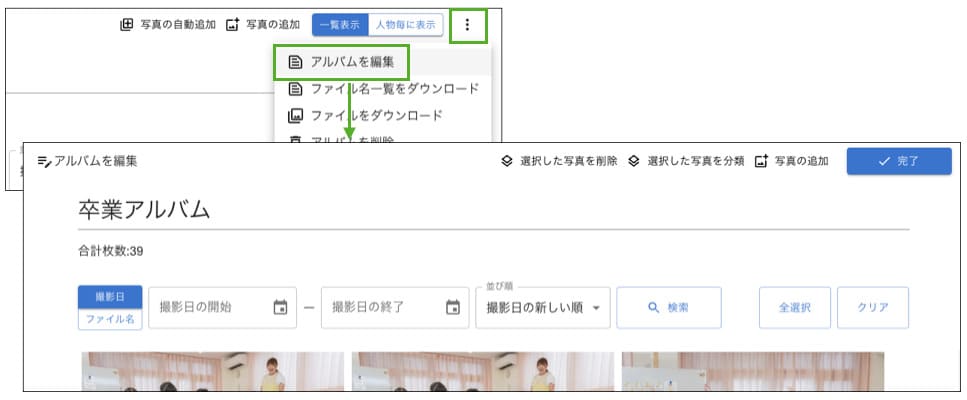 写真の自動追加 写真の追加 一覧表示 人物毎に表示
アルバムを編集
ファイル名一覧をダウンロード
ファイルをダウンロード
アルバムを削除
アルバムを編集 選択した写真を削除 選択した写真を分類 写真の追加 完了
卒業アルバム
合計枚数:39
並び順
撮影日 撮影日の開始 — 撮影日の終了 撮影日の新しい順 検索 全選択 クリア
ファイル名